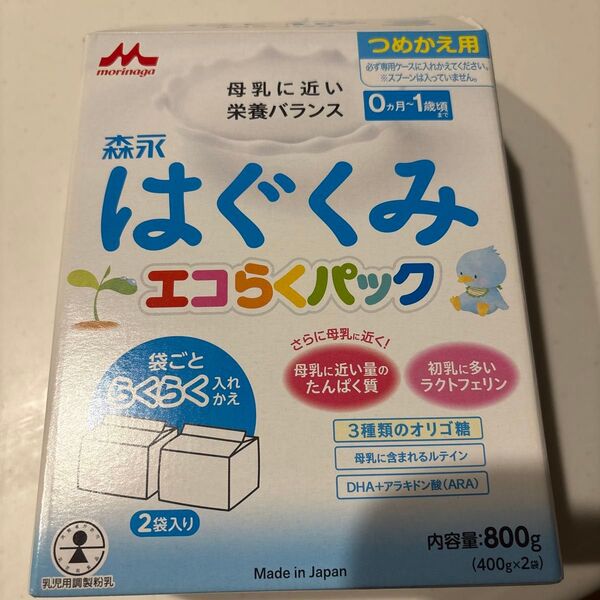 morinaga
つめかえ用
必ず専用ケースに入れかえてください。
※スプーンは入っていません。
母乳に近い
栄養バランス
0ヵ月~1歳頃まで
森永
はぐくみ
エコらくパック
さらに母乳に近く!
袋ごと
らくらく入れかえ
母乳に近い量の
たんぱく質
初乳に多い
ラクトフェリン
3種類のオリゴ糖
母乳に含まれるルテイン
DHA+アラキドン酸(ARA)
2袋入り
内容量:800g
(400g×2袋)
乳児用調製粉乳
Made in Japan